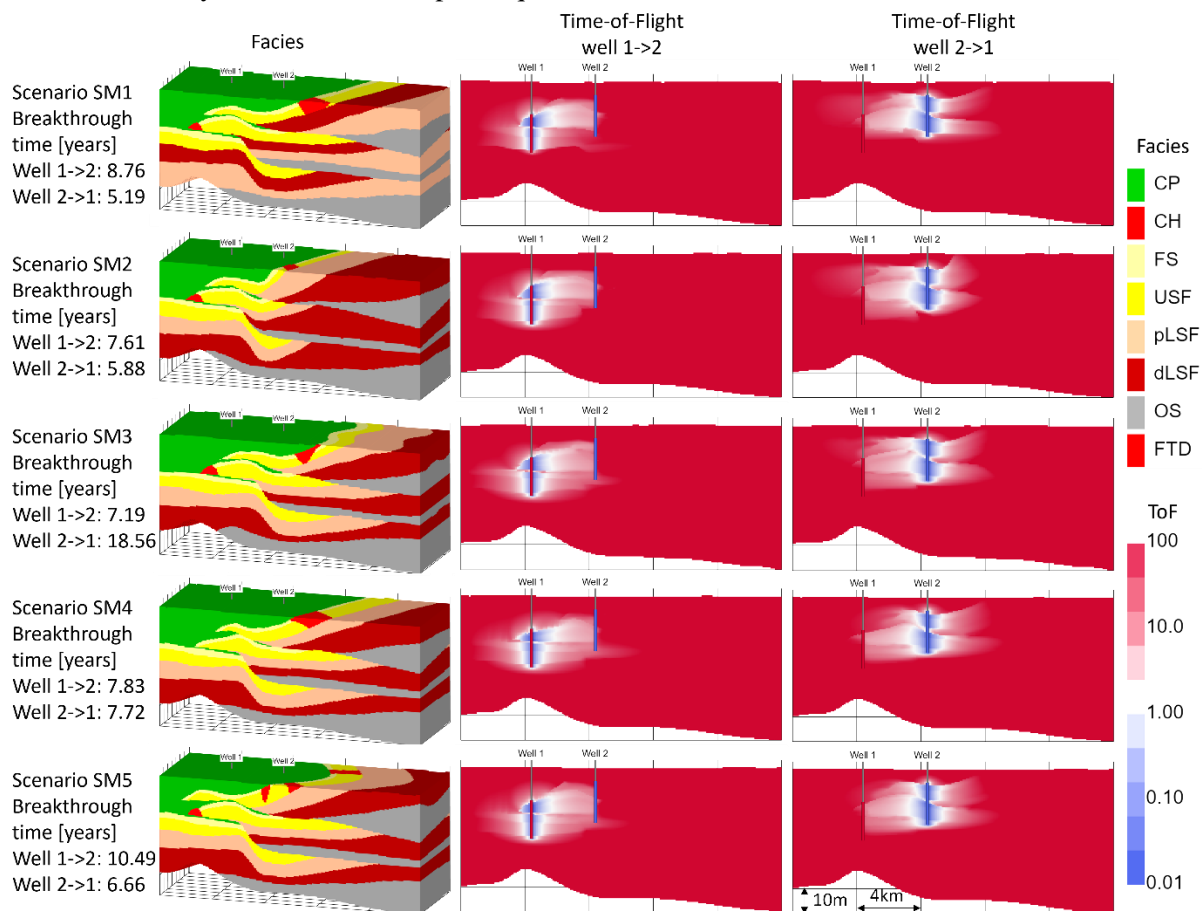 Facies
Time-of-Flight
well 1->2
Time-of-Flight
well 2->1
Scenario SM1
Breakthrough
time [years]
Well 1->2: 8.76
Well 2->1: 5.19
Well 1
Well 2
Well 1 Well 2
Well 1 Well 2
Scenario SM2
Breakthrough
time [years]
Well 1->2: 7.61
Well 2->1: 5.88
Well 1
Well 2
Well 1 Well 2
Well 1 Well 2
Scenario SM3
Breakthrough
time [years]
Well 1->2: 7.19
Well 2->1: 18.56
Well 1
Well 2
Well 1 Well 2
Well 1 Well 2
Scenario SM4
Breakthrough
time [years]
Well 1->2: 7.83
Well 2->1: 7.72
Well 1
Well 2
Well 1 Well 2
Well 1 Well 2
Scenario SM5
Breakthrough
time [years]
Well 1->2: 10.49
Well 2->1: 6.66
Well 1
Well 2
Well 1 Well 2
Well 1 Well 2
10m
4km
Facies
CP
CH
FS
USF
pLSF
dLSF
OS
FTD
ToF
100
10.0
1.00
0.10
0.01